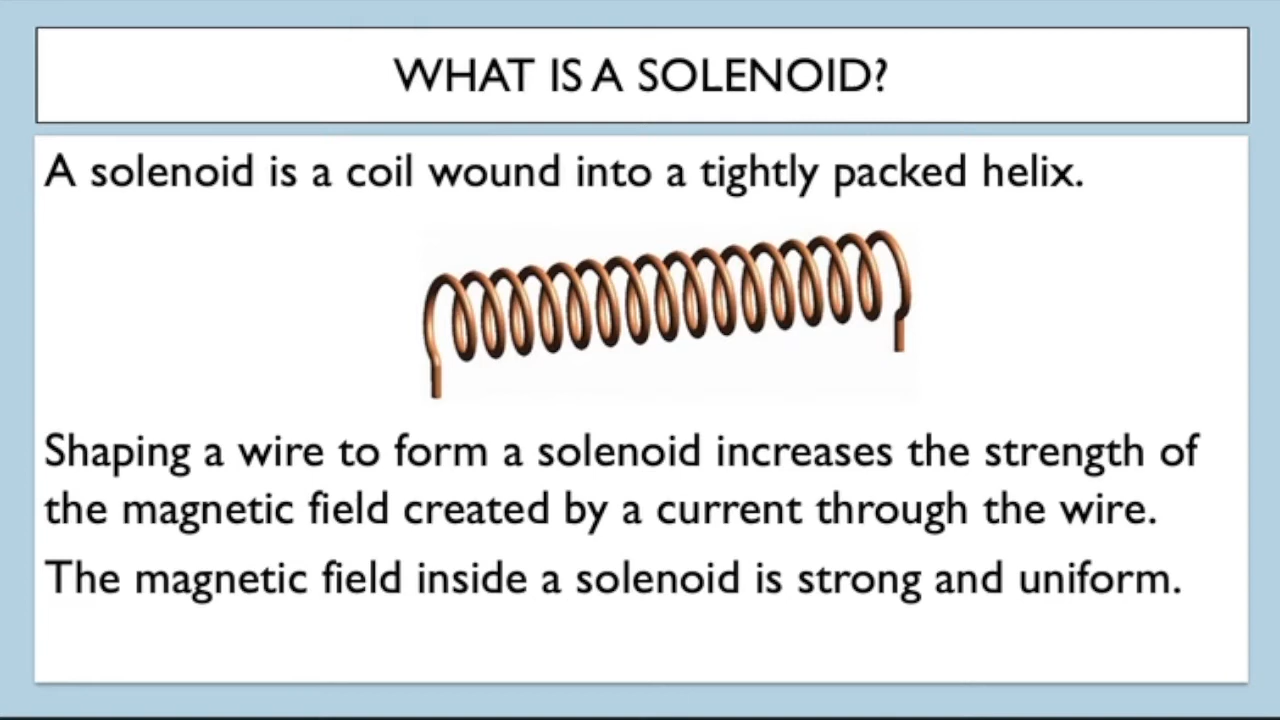 WHAT IS A SOLENOID?
A solenoid is a coil wound into a tightly packed helix.
Shaping a wire to form a solenoid increases the strength of
the magnetic field created by a current through the wire.
The magnetic field inside a solenoid is strong and uniform.